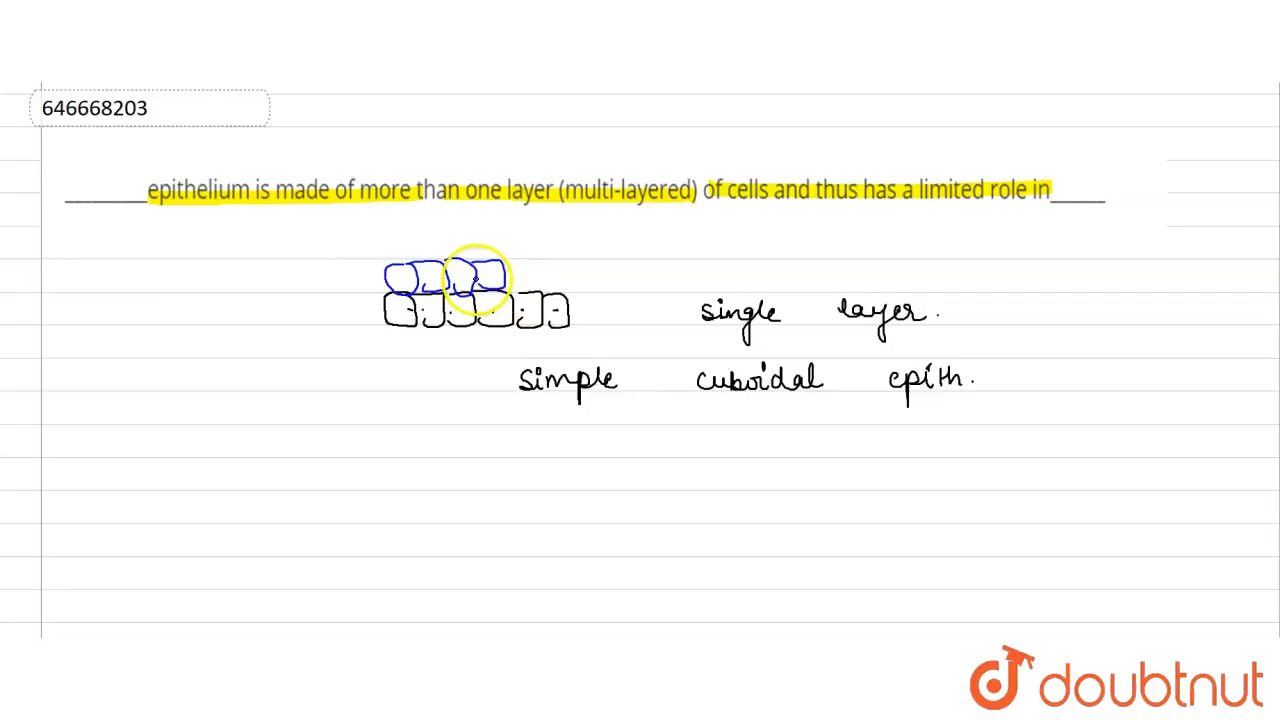 646668203
________epithelium is made of more than one layer (multi-layered) of cells and thus has a limited role in_____
single layer.
simple cuboidal epith.
doubtnut